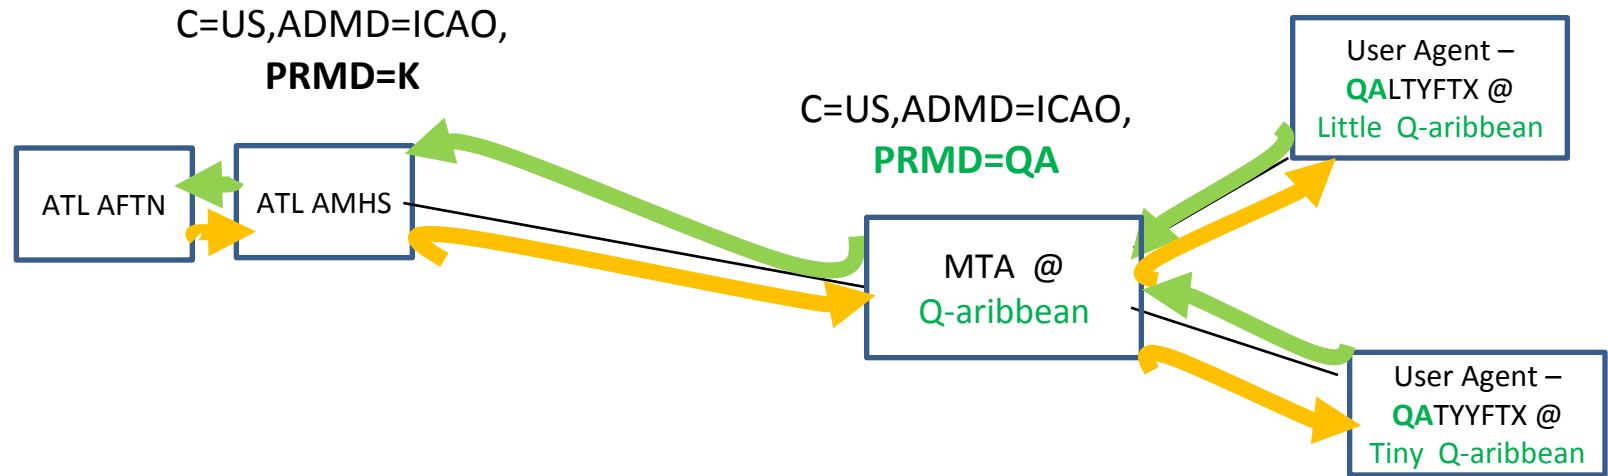 C=US,ADMD=ICAO,
PRMD=K
ATL AFTN
ATL AMHS
C=US,ADMD=ICAO,
PRMD=QA
MTA @
Q-aribbean
User Agent –
QALTYFTX @
Little Q-aribbean
User Agent –
QATYYFTX @
Tiny Q-aribbean